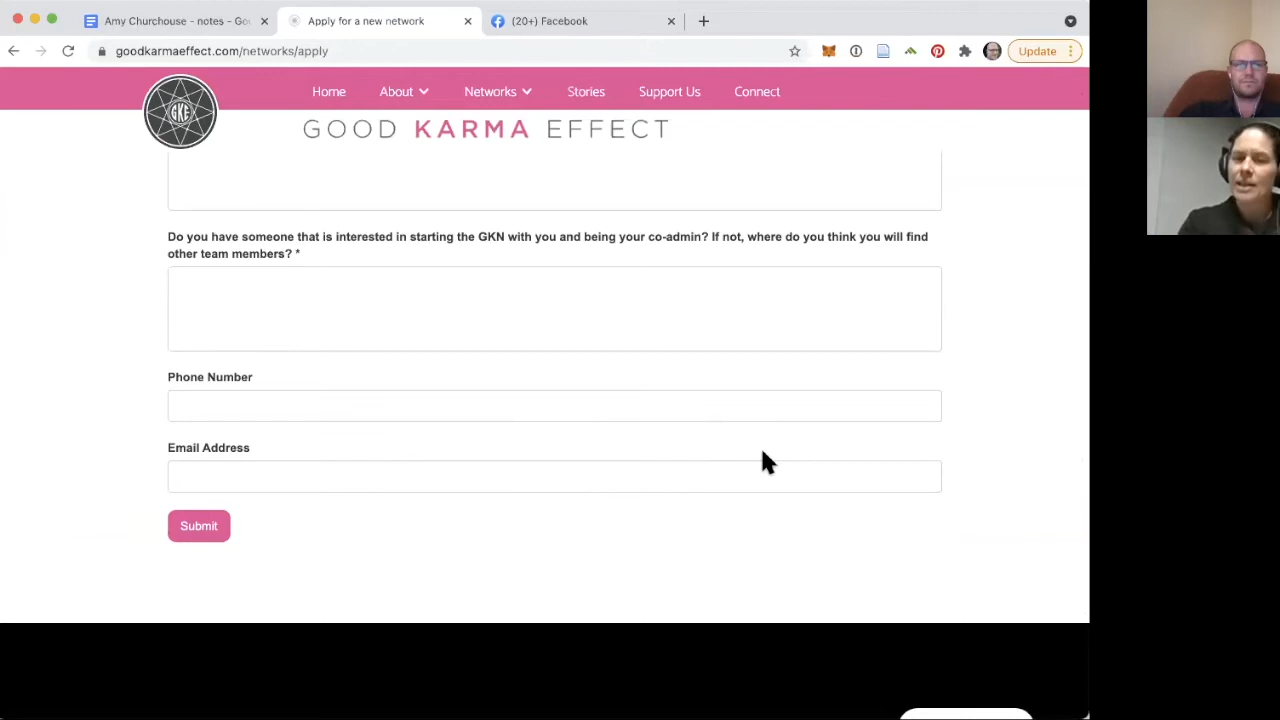 Amy Churchouse - notes - Go
Apply for a new network
(20+) Facebook
goodkarmaeffect.com/networks/apply
Update
GKE
Home
About
Networks
Stories
Support Us
Connect
GOOD KARMA EFFECT
Do you have someone that is interested in starting the GKN with you and being your co-admin? If not, where do you think you will find
other team members? *
Phone Number
Email Address
Submit